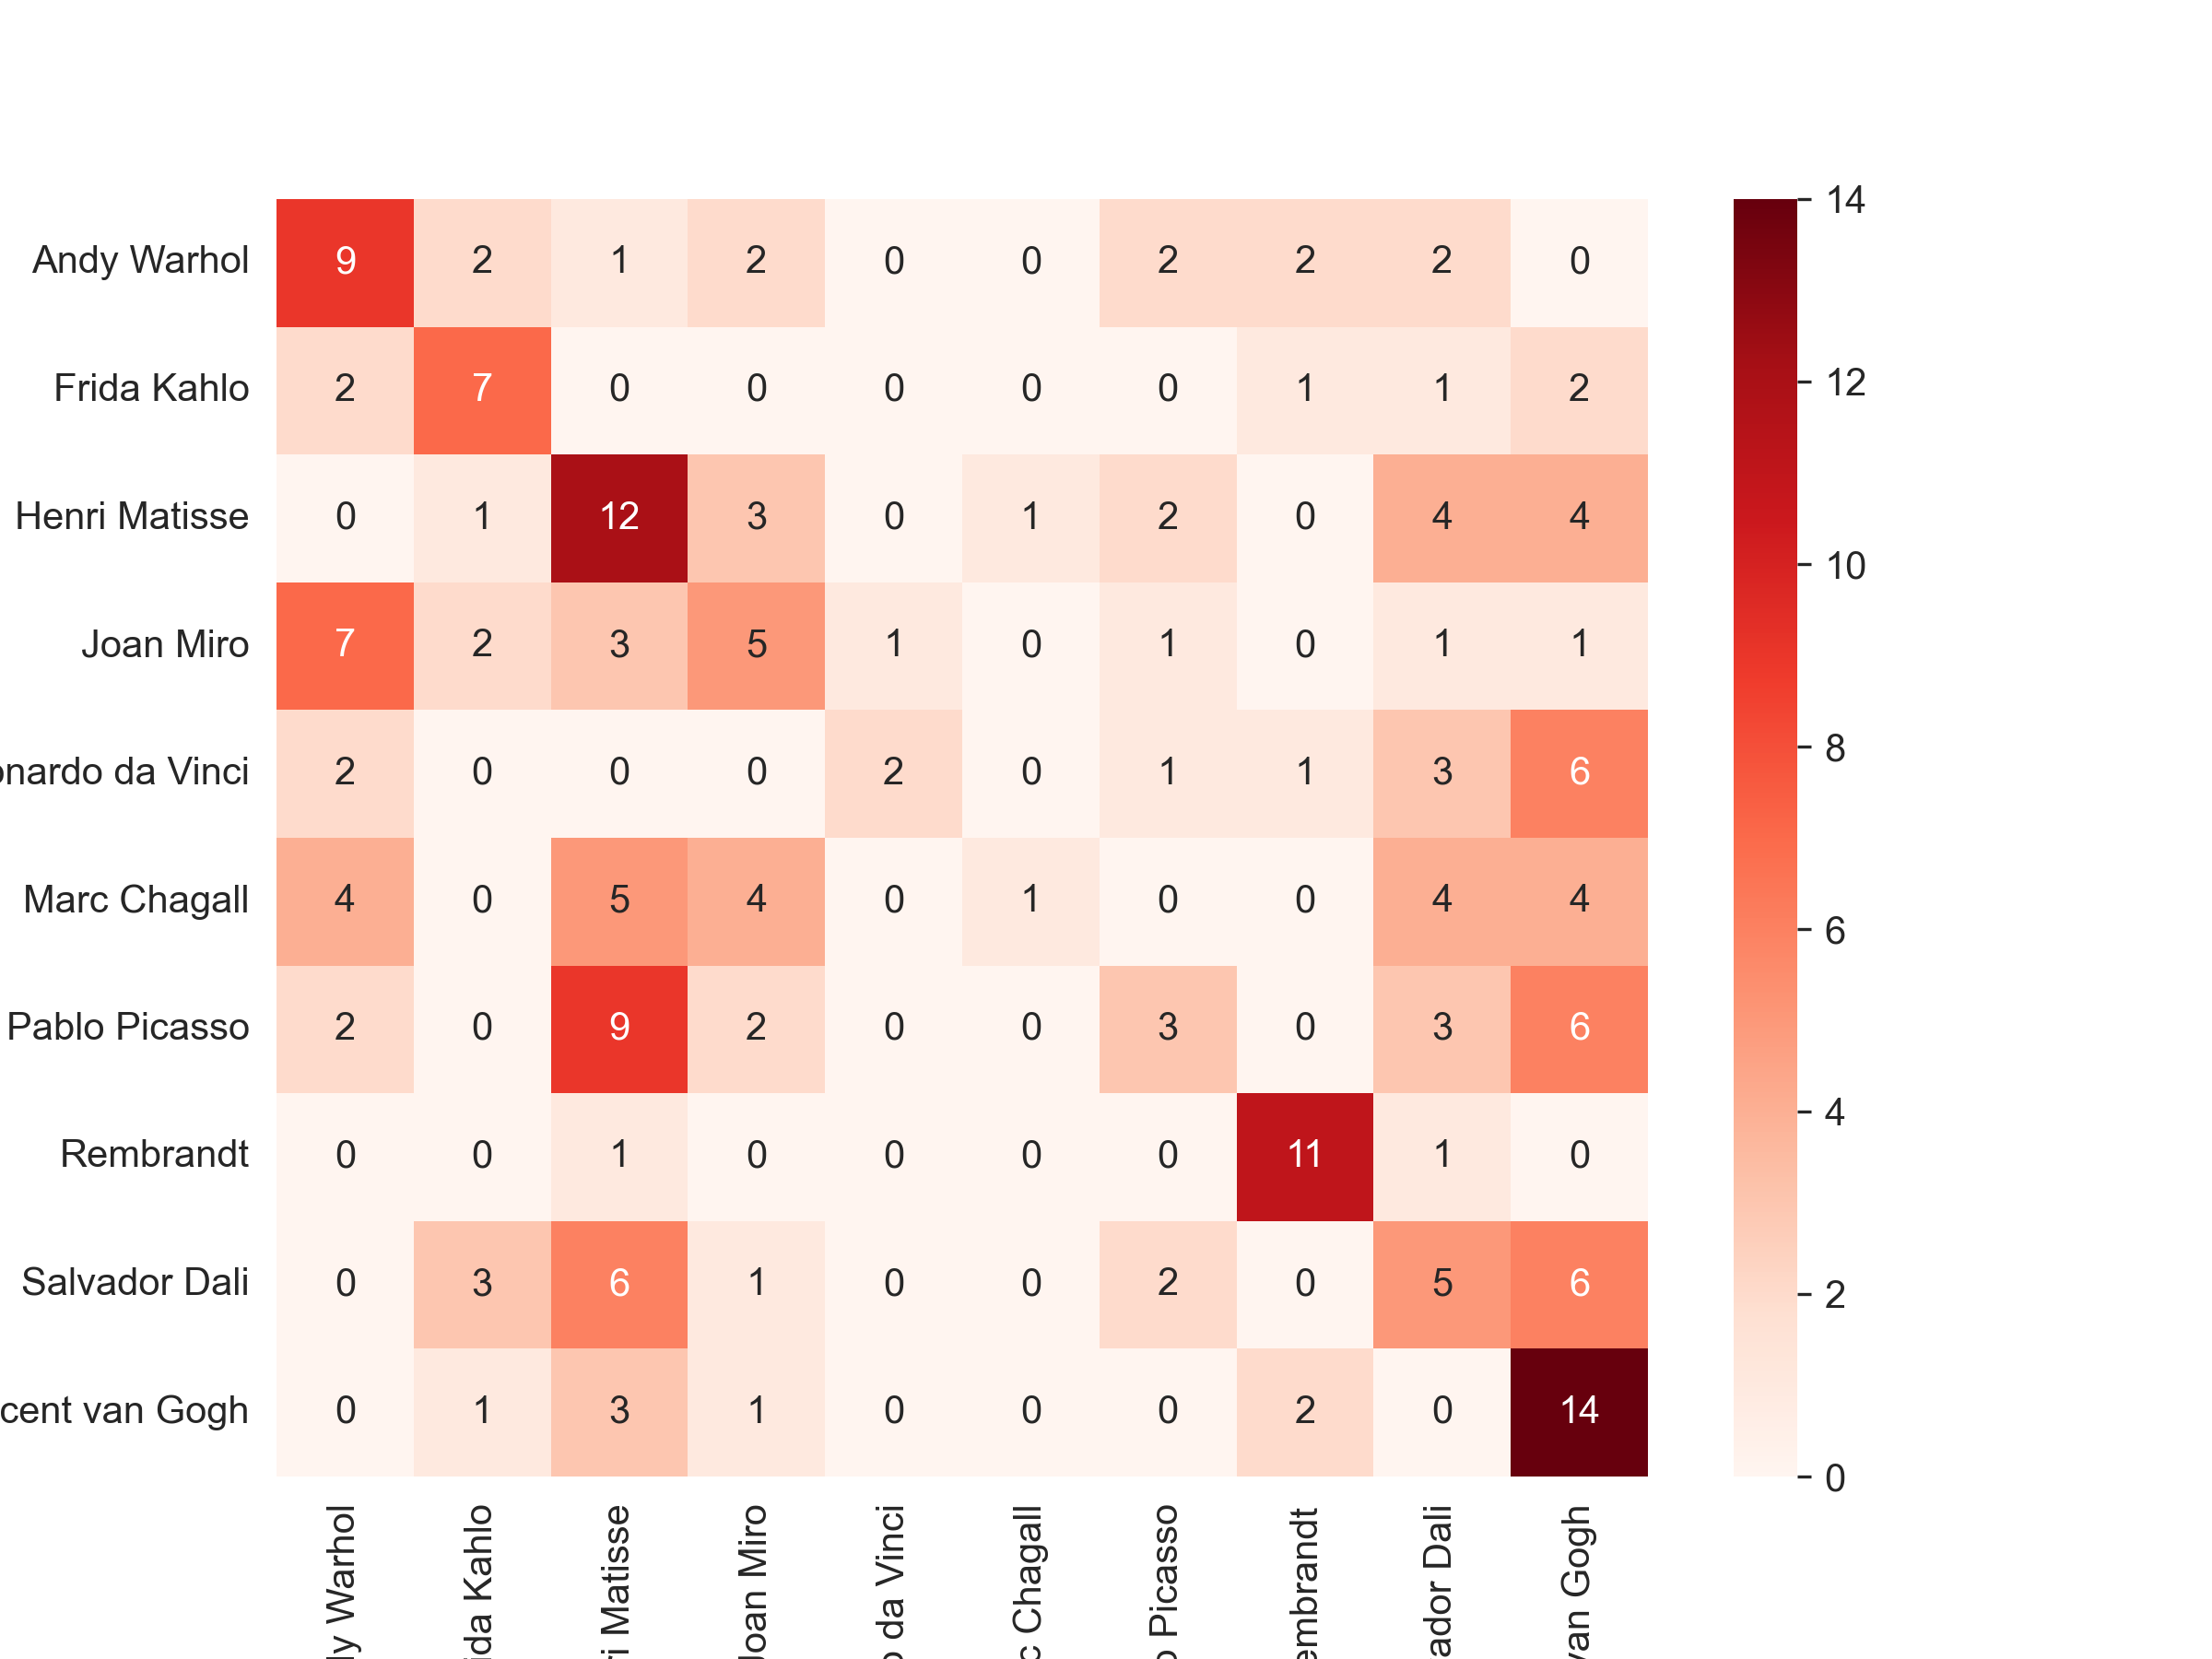 14
Andy Warhol 9 2 1 2 0 0 2 2 2 0
12
Frida Kahlo 2 7 0 0 0 0 0 1 1 2
Henri Matisse 0 1 12 3 0 1 2 0 4 4
10
Joan Miro 7 2 3 5 1 0 1 0 1 1
8
onardo da Vinci 2 0 0 0 2 0 1 1 3 6
Marc Chagall 4 0 5 4 0 1 0 0 4 4
6
Pablo Picasso 2 0 9 2 0 0 3 0 3 6
4
Rembrandt 0 0 1 0 0 0 0 11 1 0
Salvador Dali 0 3 6 1 0 0 2 0 5 6
2
cent van Gogh 0 1 3 1 0 0 0 2 0 14
0
dy Warhol
ida Kahlo
ri Matisse
Joan Miro
o da Vinci
c Chagall
o Picasso
embrandt
ador Dali
van Gogh